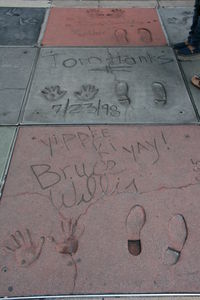 Tom Hanks
7/23/98
YIPPEE
KI YAY!
Bruce
Willis